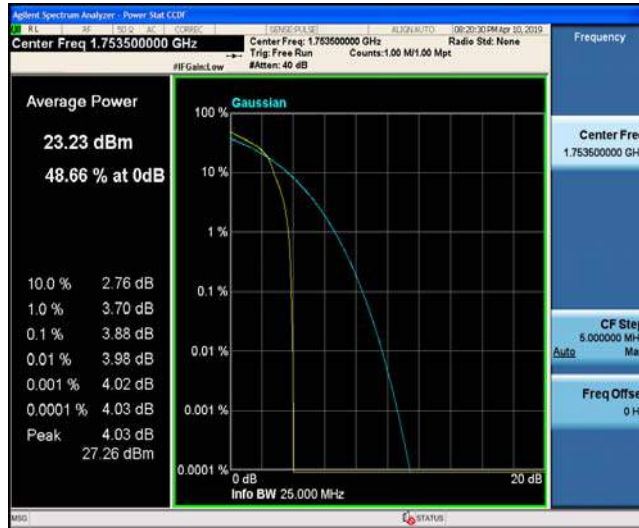 Agilent Spectrum Analyzer - Power Stat CCDF
RL RF 50 Ω AC CORREC SENSE:PULSE ALIGN AUTO 08:20:30 PM Apr 10, 2019
Center Freq 1.753500000 GHz
Center Freq: 1.753500000 GHz
Radio Std: None
Trig: Free Run
Counts:1.00 M/1.00 Mpt
#IFGain:Low
#Atten: 40 dB
Frequency
Average Power
23.23 dBm
48.66 % at 0dB
10.0 % 2.76 dB
1.0 % 3.70 dB
0.1 % 3.88 dB
0.01 % 3.98 dB
0.001 % 4.02 dB
0.0001 % 4.03 dB
Peak 4.03 dB
27.26 dBm
Gaussian
100 %
10 %
1 %
0.1 %
0.01 %
0.001 %
0.0001 %
0 dB
20 dB
Info BW 25.000 MHz
Center Fre
1.753500000 GH
CF Ste
5.000000 MH
Auto Ma
Freq Offse
0 H
MSG
STATUS